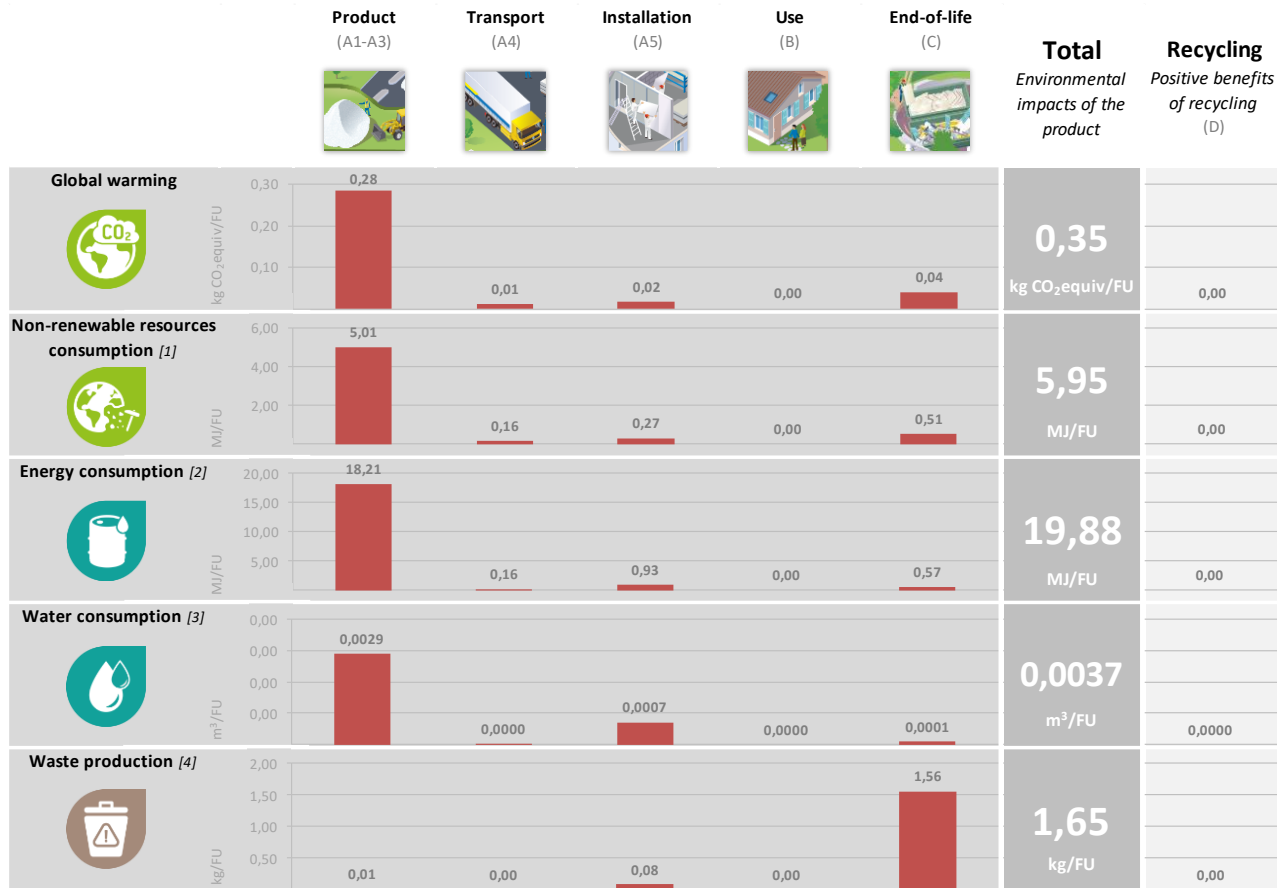 Product
(A1-A3)
Transport
(A4)
Installation
(A5)
Use
(B)
End-of-life
(C)
Total
Environmental
impacts of the
product
Recycling
Positive benefits
of recycling
(D)
Global warming
CO₂
kg CO₂equiv/FU
0,30
0,20
0,10
0,28
0,01
0,02
0,00
0,04
0,35
kg CO₂equiv/FU
0,00
Non-renewable resources
consumption [1]
MJ/FU
6,00
4,00
2,00
5,01
0,16
0,27
0,00
0,51
5,95
MJ/FU
0,00
Energy consumption [2]
MJ/FU
20,00
15,00
10,00
5,00
18,21
0,16
0,93
0,00
0,57
19,88
MJ/FU
0,00
Water consumption [3]
m³/FU
0,00
0,00
0,00
0,00
0,0029
0,0000
0,0007
0,0000
0,0001
0,0037
m³/FU
0,0000
Waste production [4]
kg/FU
2,00
1,50
1,00
0,50
0,01
0,00
0,08
0,00
1,56
1,65
kg/FU
0,00